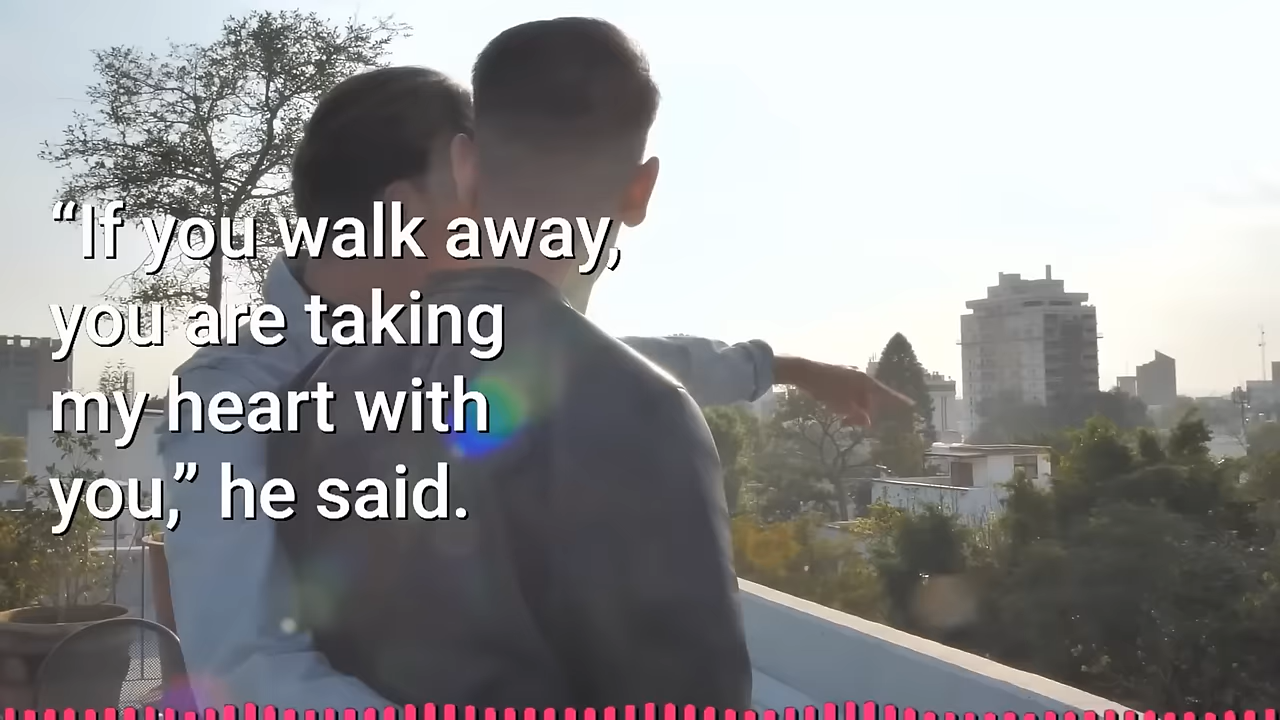 “If you walk away,
you are taking
my heart with
you,” he said.